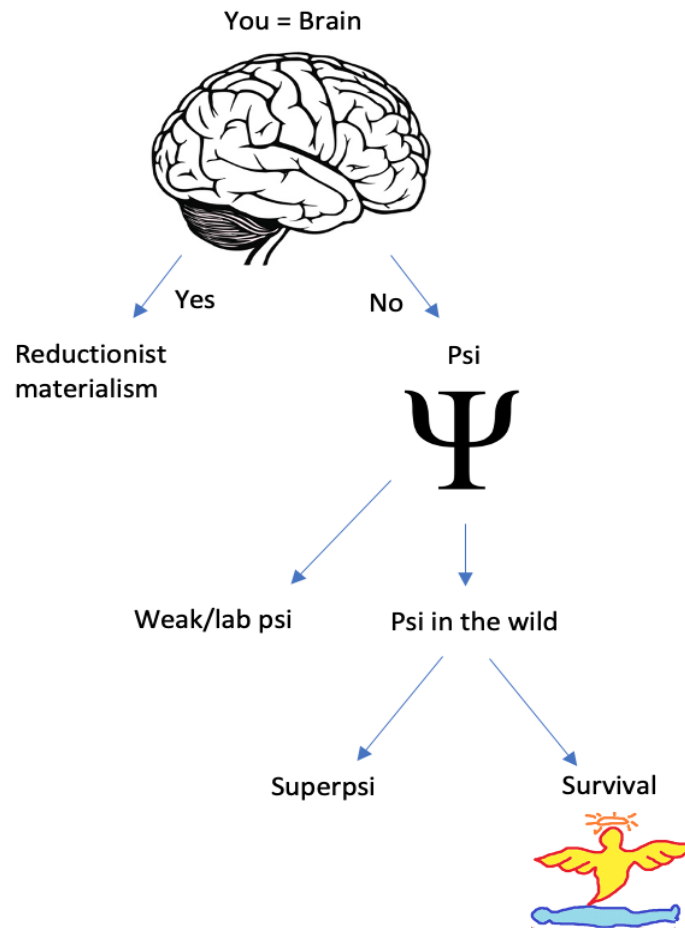 You = Brain
Yes
No
Reductionist
materialism
Psi
Ψ
Weak/lab psi
Psi in the wild
Superpsi
Survival